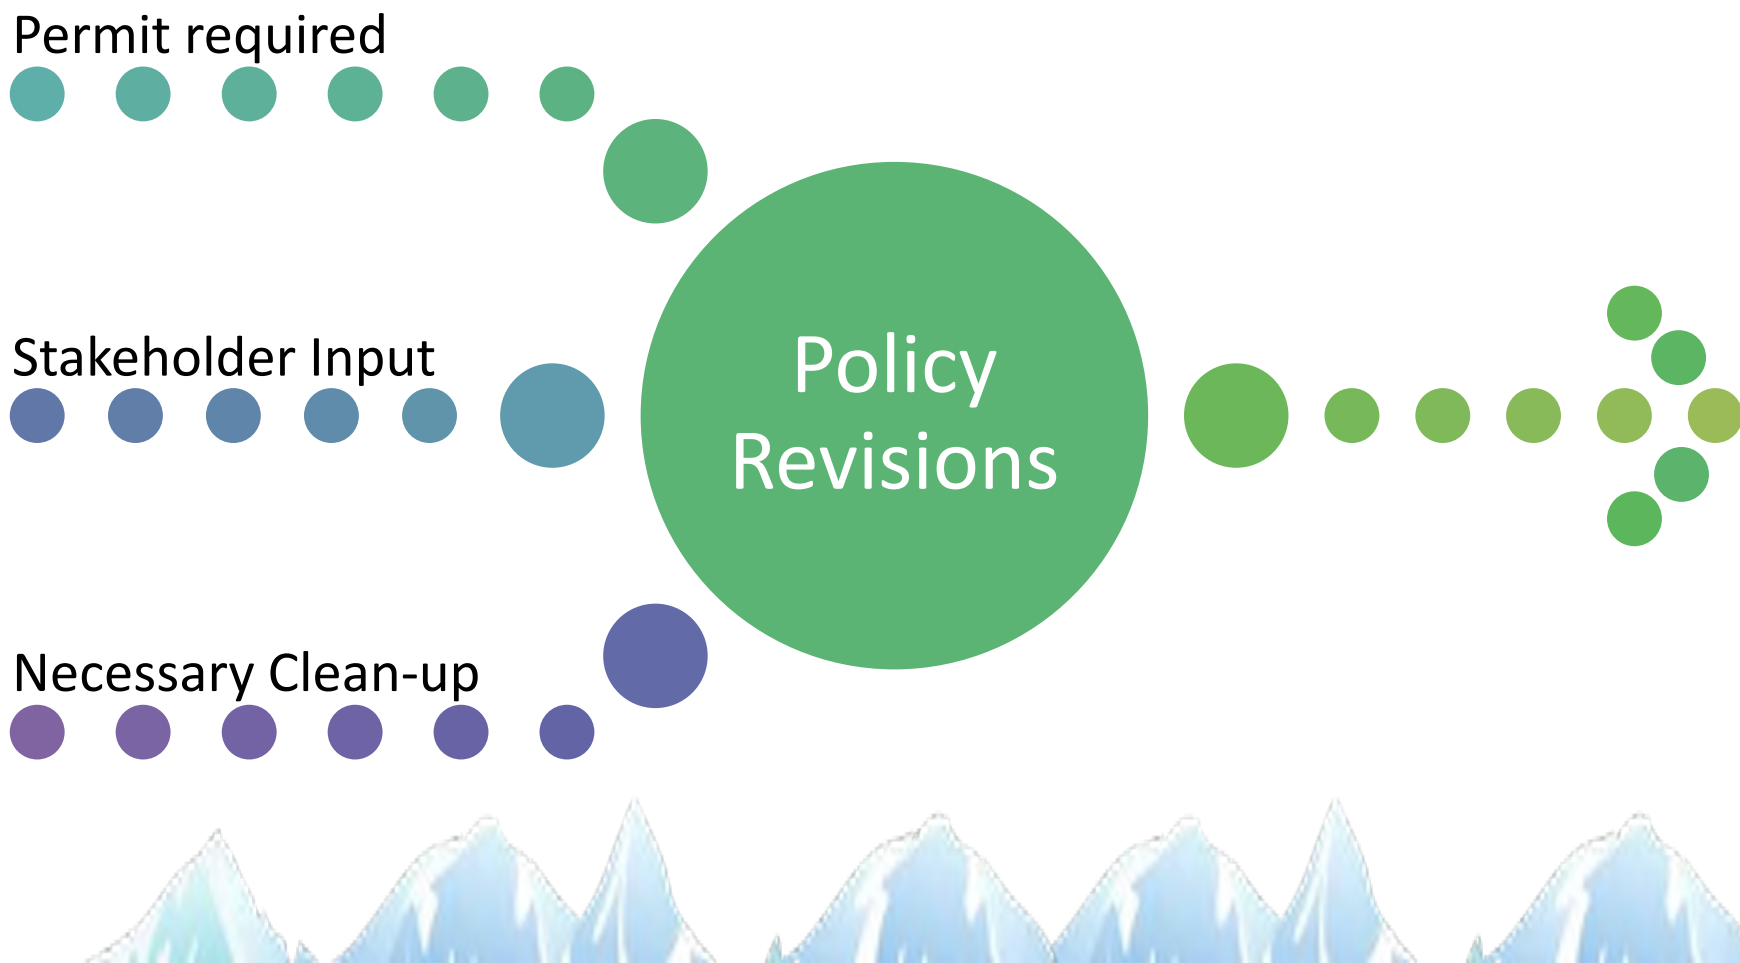 Permit required
Stakeholder Input
Policy
Revisions
Necessary Clean-up